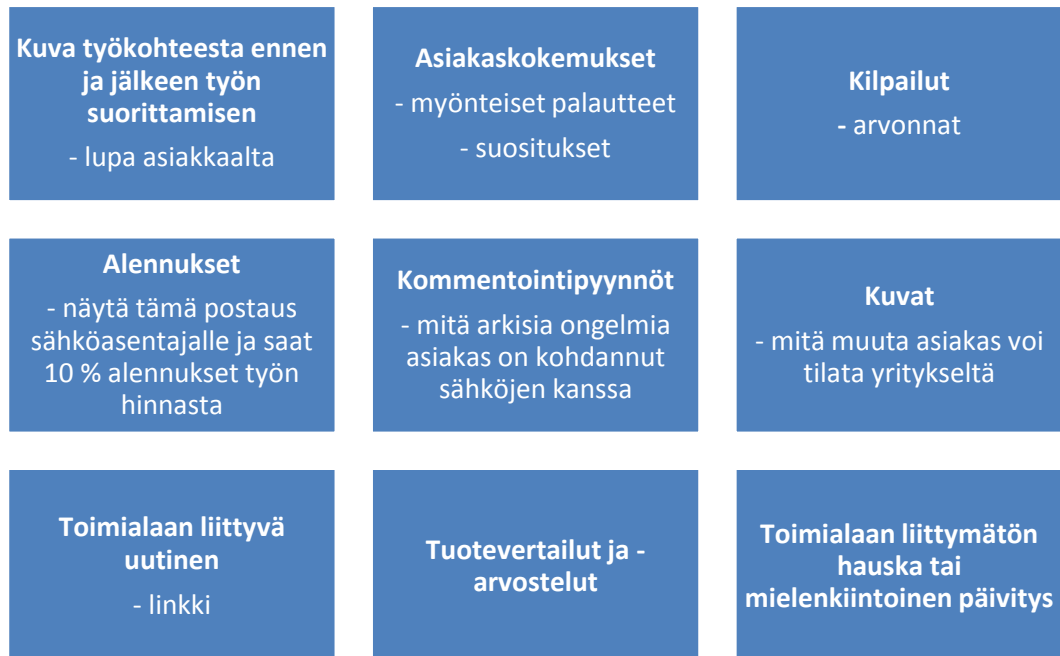 Kuva työkohteesta ennen
ja jälkeen työn
suorittamisen
- lupa asiakkaalta
Asiakaskokemukset
- myönteiset palautteet
- suositukset
Kilpailut
- arvonnat
Alennukset
- näytä tämä postaus
sähköasentajalle ja saat
10 % alennukset työn
hinnasta
Kommentointipyynnöt
- mitä arkisia ongelmia
asiakas on kohdannut
sähköjen kanssa
Kuvat
- mitä muuta asiakas voi
tilata yritykseltä
Toimialaan liittyvä
uutinen
- linkki
Tuotevertailut ja -
arvostelut
Toimialaan liittymätön
hauska tai
mielenkiintoinen päivitys